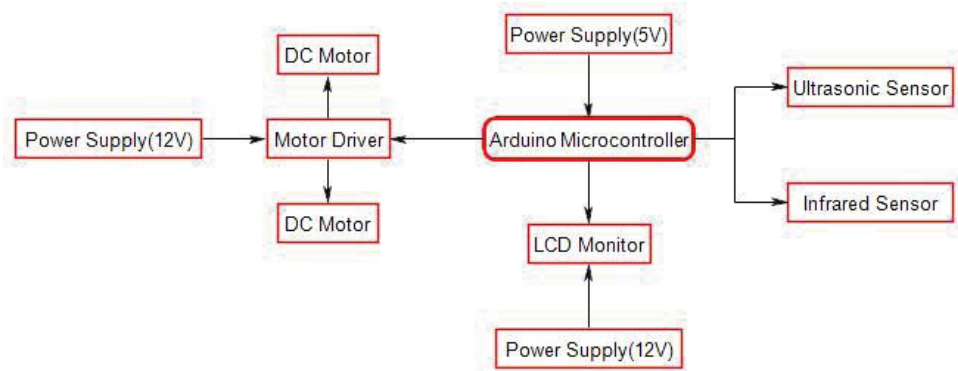 Power Supply(5V)
DC Motor
Ultrasonic Sensor
Power Supply(12V)
Motor Driver
Arduino Microcontroller
Infrared Sensor
DC Motor
LCD Monitor
Power Supply(12V)